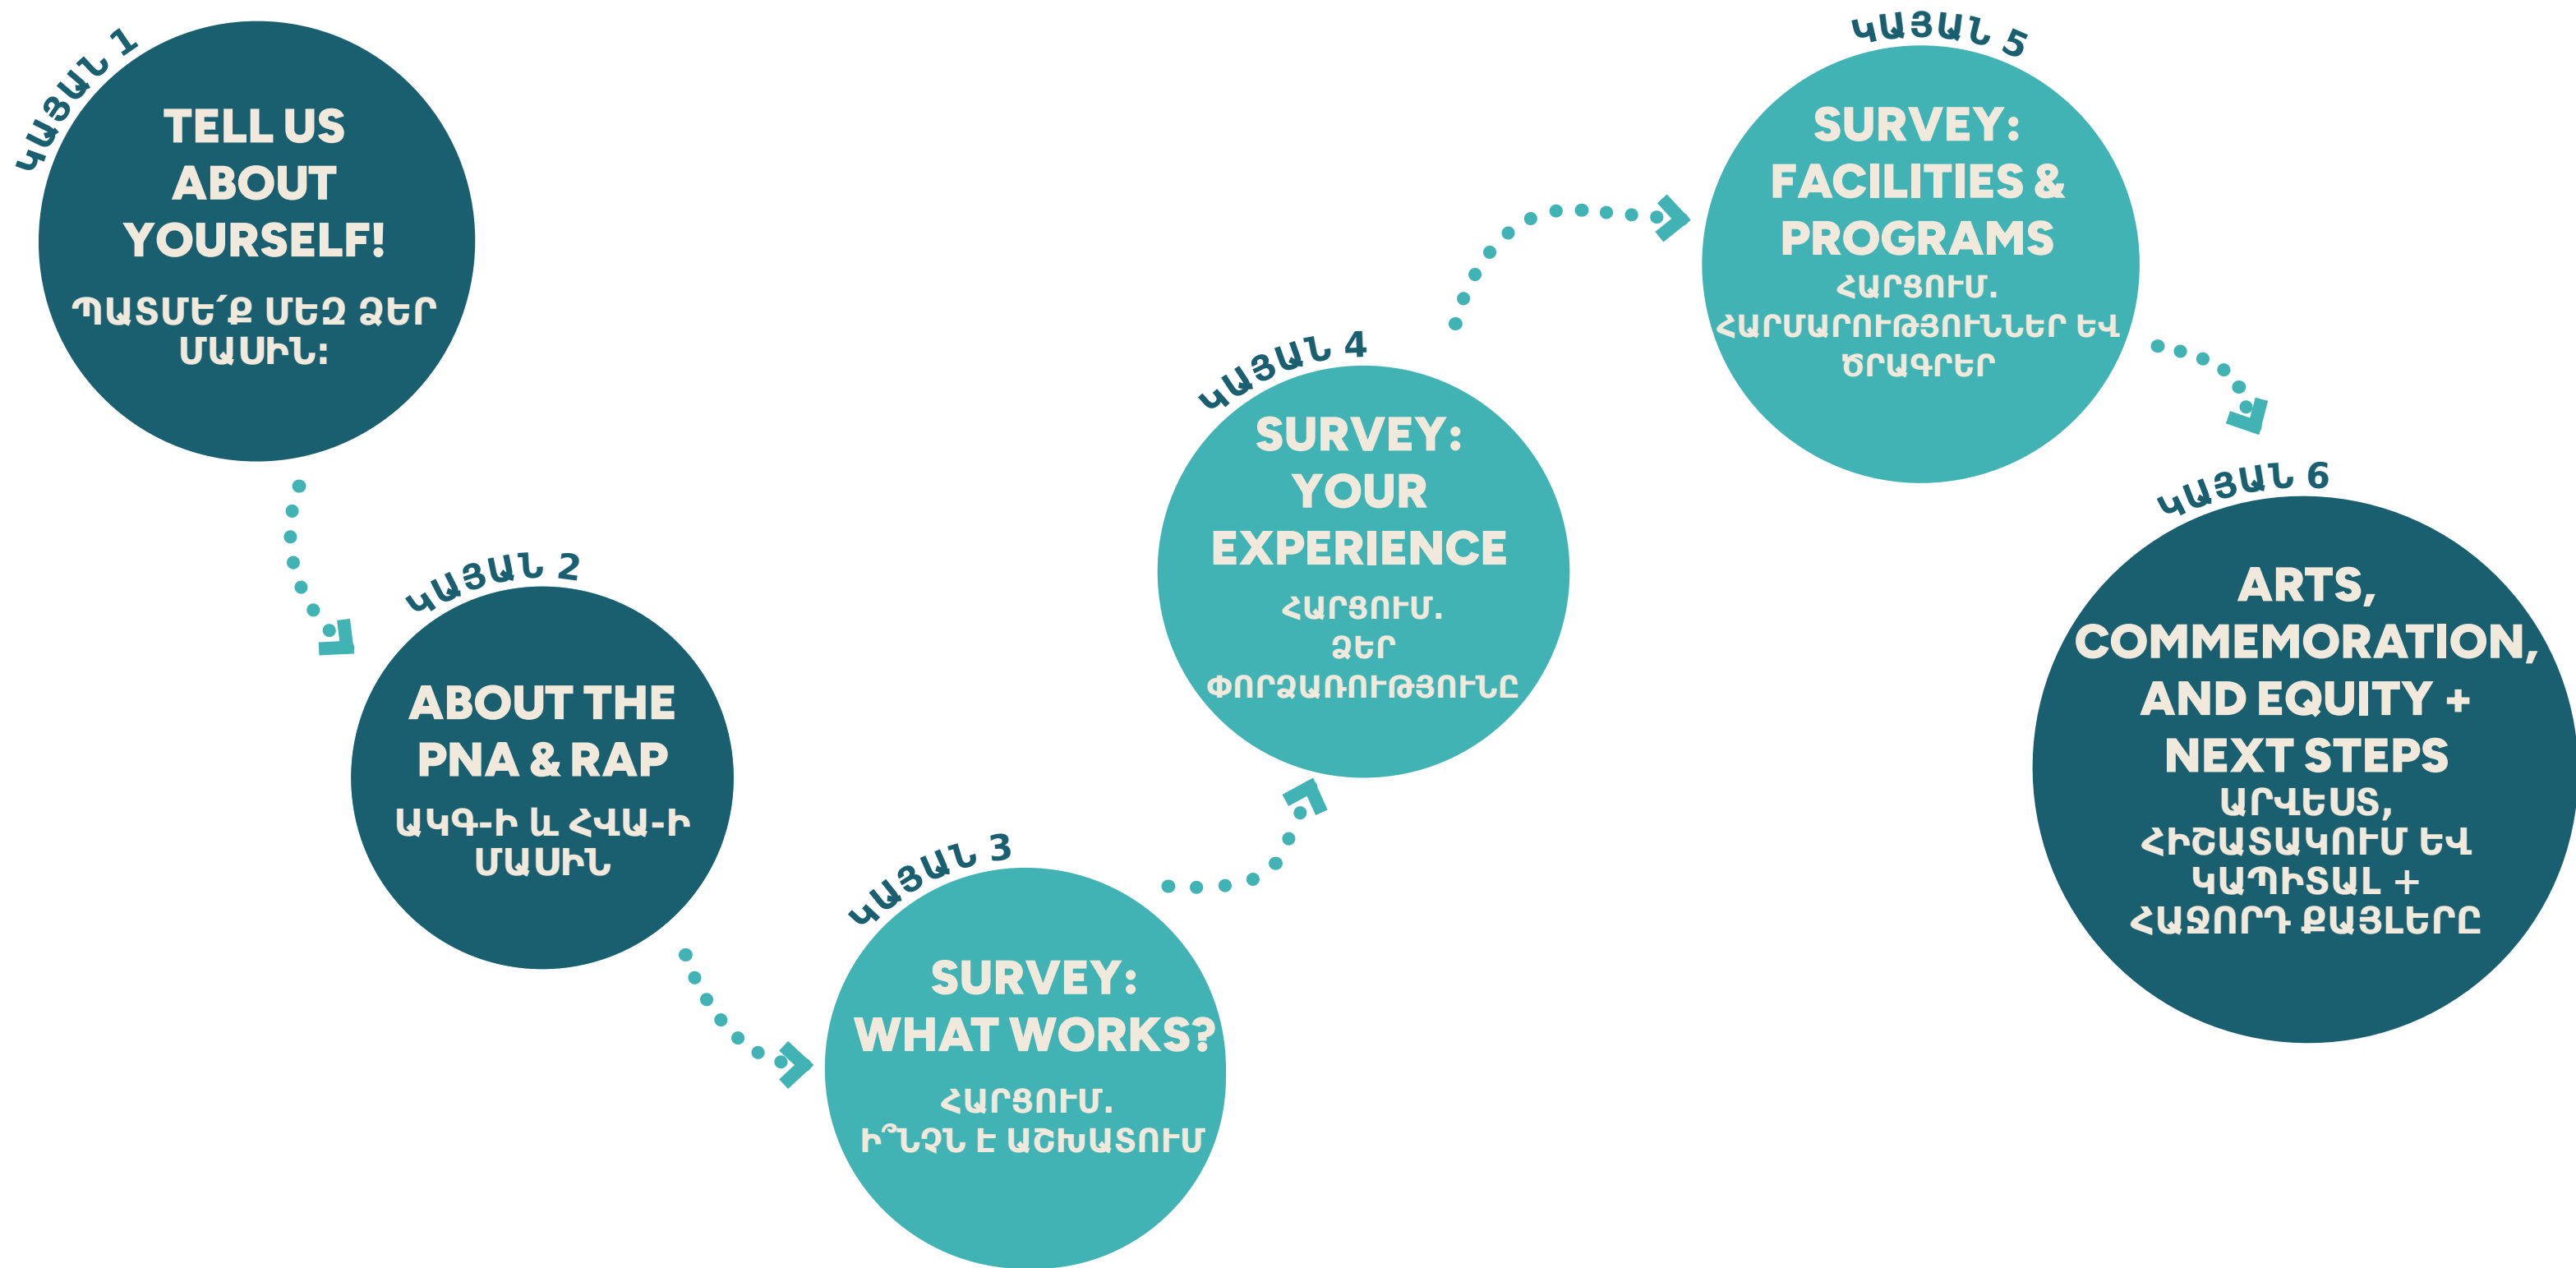 ԿԱՅԱՆ 1
TELL US
ABOUT
YOURSELF!
ՊԱՏՄԵ՛Ք ՄԵԶ ՁԵՐ
ՄԱՍԻՆ:
ԿԱՅԱՆ 2
ABOUT THE
PNA & RAP
ԱԿԳ-Ի և ՀՎԱ-Ի
ՄԱՍԻՆ
ԿԱՅԱՆ 3
SURVEY:
WHAT WORKS?
ՀԱՐՑՈՒՄ.
Ի՞ՆՉՆ Է ԱՇԽԱՏՈՒՄ
ԿԱՅԱՆ 4
SURVEY:
YOUR
EXPERIENCE
ՀԱՐՑՈՒՄ.
ՁԵՐ
ՓՈՐՁԱՌՈՒԹՅՈՒՆԸ
ԿԱՅԱՆ 5
SURVEY:
FACILITIES &
PROGRAMS
ՀԱՐՑՈՒՄ.
ՀԱՐՄԱՐՈՒԹՅՈՒՆՆԵՐ ԵՎ
ԾՐԱԳՐԵՐ
ԿԱՅԱՆ 6
ARTS,
COMMEMORATION,
AND EQUITY +
NEXT STEPS
ԱՐՎԵՍՏ,
ՀԻՇԱՏԱԿՈՒՄ ԵՎ
ԿԱՊԻՏԱԼ +
ՀԱՋՈՐԴ ՔԱՅԼԵՐԸ